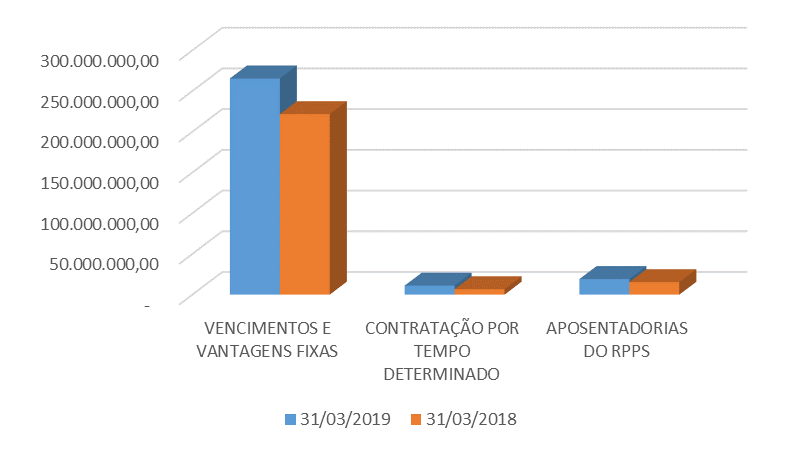 300.000.000,00
250.000.000,00
200.000.000,00
150.000.000,00
100.000.000,00
50.000.000,00
-
VENCIMENTOS E
VANTAGENS FIXAS
CONTRATAÇÃO POR
TEMPO
DETERMINADO
APOSENTADORIAS
DO RPPS
31/03/2019 31/03/2018